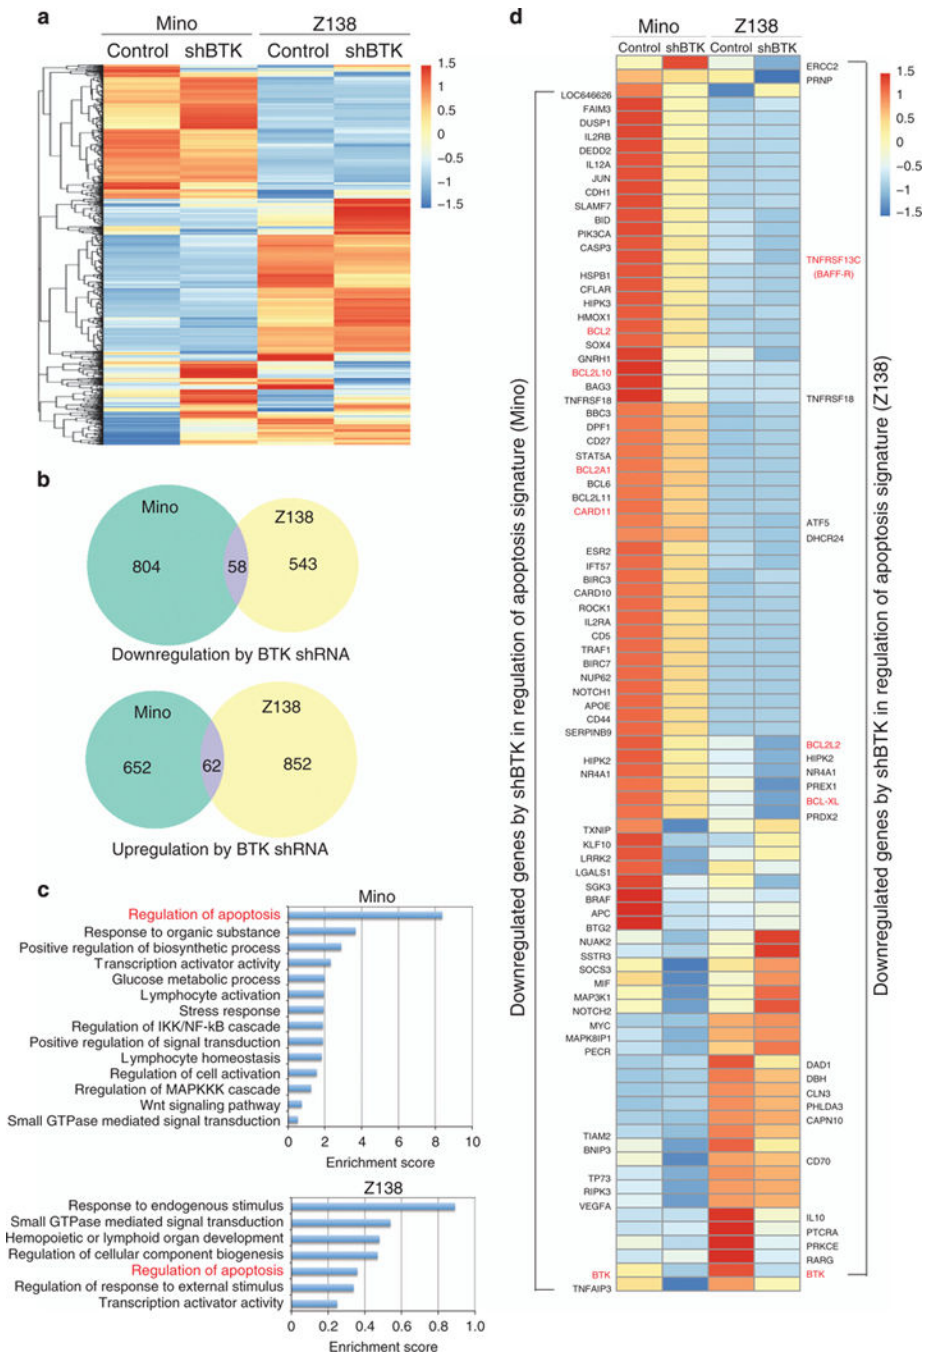 a
Mino Z138
Control shBTK Control shBTK
1.5
1
0.5
0
−0.5
−1
−1.5
b
Mino
Z138
804 58 543
Downregulation by BTK shRNA
Mino
Z138
652 62 852
Upregulation by BTK shRNA
c
Mino
Regulation of apoptosis
Response to organic substance
Positive regulation of biosynthetic process
Transcription activator activity
Glucose metabolic process
Lymphocyte activation
Stress response
Regulation of IKK/NF-kB cascade
Positive regulation of signal transduction
Lymphocyte homeostasis
Regulation of cell activation
Rregulation of MAPKKK cascade
Wnt signaling pathway
Small GTPase mediated signal transduction
0 2 4 6 8 10
Enrichment score
Z138
Response to endogenous stimulus
Small GTPase mediated signal transduction
Hemopoietic or lymphoid organ development
Regulation of cellular component biogenesis
Regulation of apoptosis
Regulation of response to external stimulus
Transcription activator activity
0 0.2 0.4 0.6 0.8 1.0
Enrichment score
d
Mino Z138
Control shBTK Control shBTK
Downregulated genes by shBTK in regulation of apoptosis signature (Mino)
LOC646626
FAIM3
DUSP1
IL2RB
DEDD2
IL12A
JUN
CDH1
SLAMF7
BID
PIK3CA
CASP3
HSPB1
CFLAR
HIPK3
HMOX1
BCL2
SOX4
GNRH1
BCL2L10
BAG3
TNFRSF18
BBC3
DPF1
CD27
STAT5A
BCL2A1
BCL6
BCL2L11
CARD11
ESR2
IFT57
BIRC3
CARD10
ROCK1
IL2RA
CD5
TRAF1
BIRC7
NUP62
NOTCH1
APOE
CD44
SERPINB9
HIPK2
NR4A1
TXNIP
KLF10
LRRK2
LGALS1
SGK3
BRAF
APC
BTG2
NUAK2
SSTR3
SOCS3
MIF
MAP3K1
NOTCH2
MYC
MAPK8IP1
PECR
TIAM2
BNIP3
TP73
RIPK3
VEGFA
BTK
TNFAIP3
ERCC2
PRNP
TNFRSF13C
(BAFF-R)
TNFRSF18
ATF5
DHCR24
BCL2L2
HIPK2
NR4A1
PREX1
BCL-XL
PRDX2
DAD1
DBH
CLN3
PHLDA3
CAPN10
CD70
IL10
PTCRA
PRKCE
RARG
BTK
Downregulated genes by shBTK in regulation of apoptosis signature (Z138)
1.5
1
0.5
0
−0.5
−1
−1.5